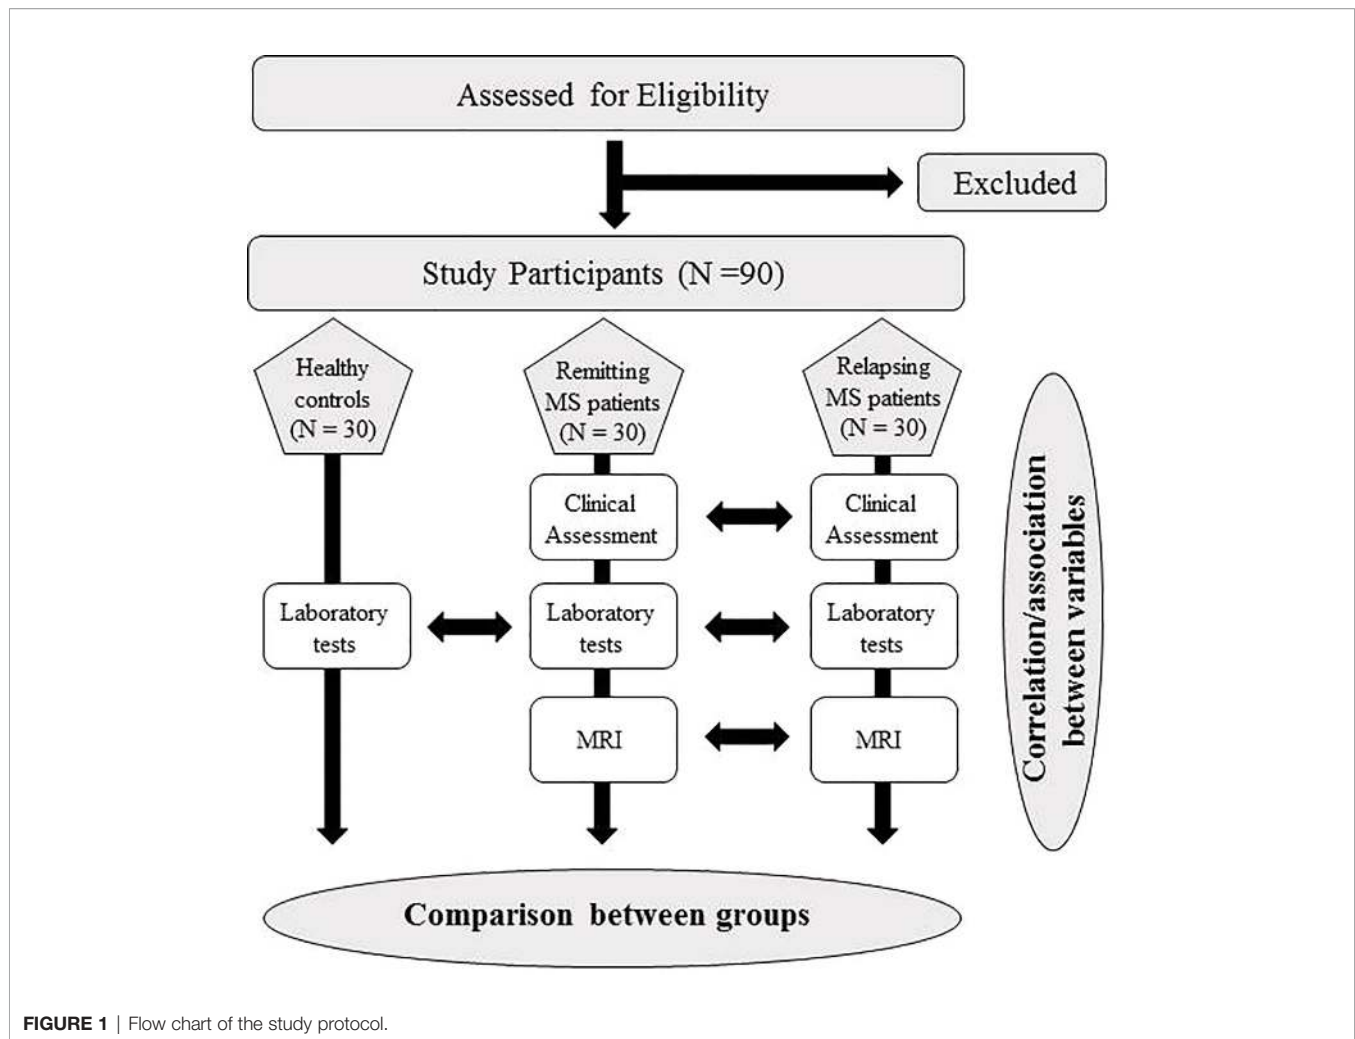 Assessed for Eligibility
Excluded
Study Participants (N =90)
Healthy
controls
(N = 30)
Remitting
MS patients
(N = 30)
Relapsing
MS patients
(N = 30)
Clinical
Assessment
Clinical
Assessment
Laboratory
tests
Laboratory
tests
Laboratory
tests
MRI
MRI
Correlation/association
between variables
Comparison between groups
FIGURE 1 | Flow chart of the study protocol.